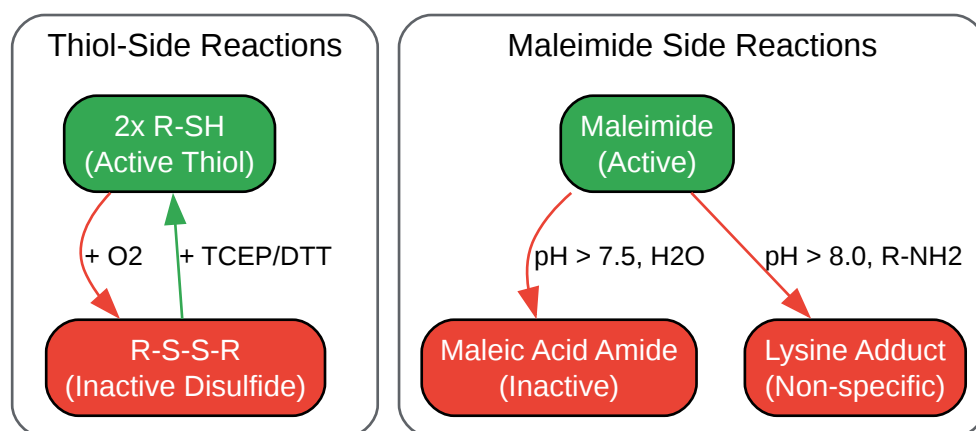 Thiol-Side Reactions
2x R-SH
(Active Thiol)
+ O2
+ TCEP/DTT
R-S-S-R
(Inactive Disulfide)
Maleimide Side Reactions
Maleimide
(Active)
pH > 7.5, H2O
pH > 8.0, R-NH2
Maleic Acid Amide
(Inactive)
Lysine Adduct
(Non-specific)